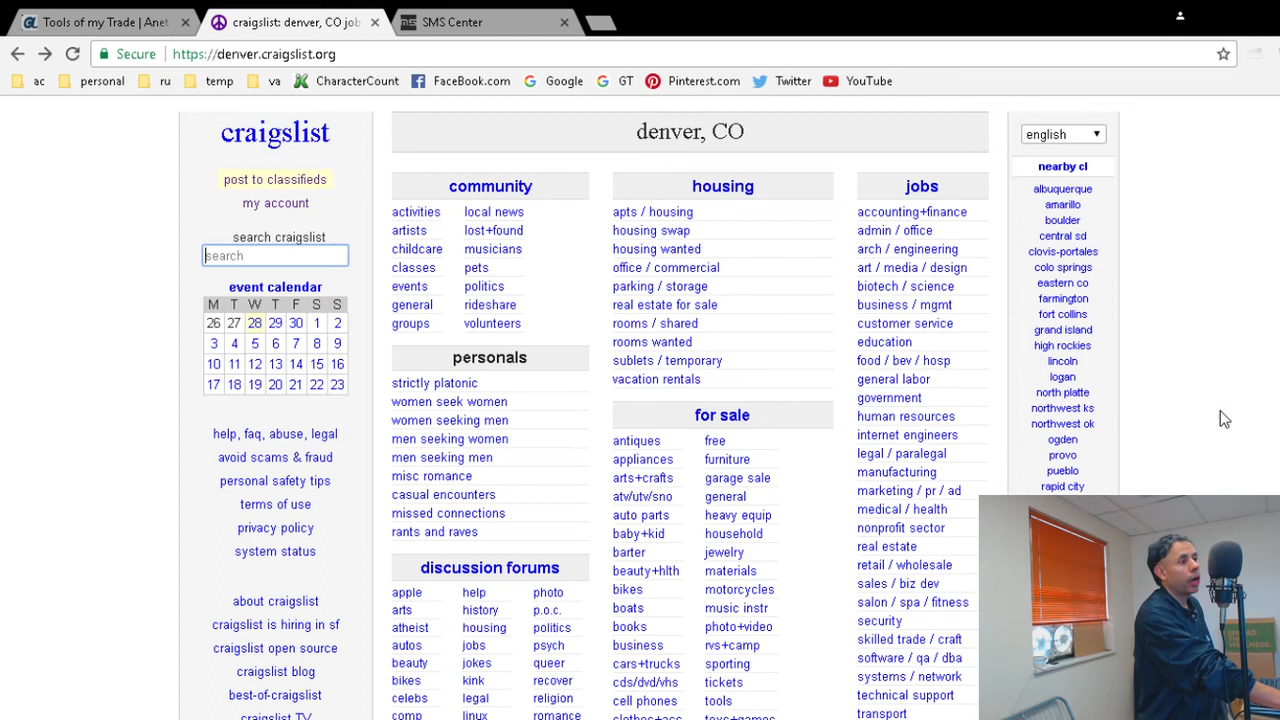 Tools of my Trade | Anet
craigslist: denver, CO job
SMS Center
Secure
https://denver.craigslist.org
ac
personal
ru
temp
va
CharacterCount
FaceBook.com
Google
GT
Pinterest.com
Twitter
YouTube
craigslist
post to classifieds
my account
search craigslist
search
event calendar
M T W T F S S
26 27 28 29 30 1 2
3 4 5 6 7 8 9
10 11 12 13 14 15 16
17 18 19 20 21 22 23
help, faq, abuse, legal
avoid scams & fraud
personal safety tips
terms of use
privacy policy
system status
about craigslist
craigslist is hiring in sf
craigslist open source
craigslist blog
best-of-craigslist
craigslist TV
denver, CO
community
activities local news
artists lost+found
childcare musicians
classes pets
events politics
general rideshare
groups volunteers
personals
strictly platonic
women seek women
women seeking men
men seeking women
men seeking men
misc romance
casual encounters
missed connections
rants and raves
discussion forums
apple help photo
arts history p.o.c.
atheist housing politics
autos jobs psych
beauty jokes queer
bikes kink recover
celebs legal religion
comp linux romance
housing
apts / housing
housing swap
housing wanted
office / commercial
parking / storage
real estate for sale
rooms / shared
rooms wanted
sublets / temporary
vacation rentals
for sale
antiques free
appliances furniture
arts+crafts garage sale
atv/utv/sno general
auto parts heavy equip
baby+kid household
barter jewelry
beauty+hlth materials
bikes motorcycles
boats music instr
books photo+video
business rvs+camp
cars+trucks sporting
cds/dvd/vhs tickets
cell phones tools
clothes+acc toys+games
jobs
accounting+finance
admin / office
arch / engineering
art / media / design
biotech / science
business / mgmt
customer service
education
food / bev / hosp
general labor
government
human resources
internet engineers
legal / paralegal
manufacturing
marketing / pr / ad
medical / health
nonprofit sector
real estate
retail / wholesale
sales / biz dev
salon / spa / fitness
security
skilled trade / craft
software / qa / dba
systems / network
technical support
transport
english
nearby cl
albuquerque
amarillo
boulder
central sd
clovis-portales
colo springs
eastern co
farmington
fort collins
grand island
high rockies
lincoln
logan
north platte
northwest ks
northwest ok
ogden
provo
pueblo
rapid city